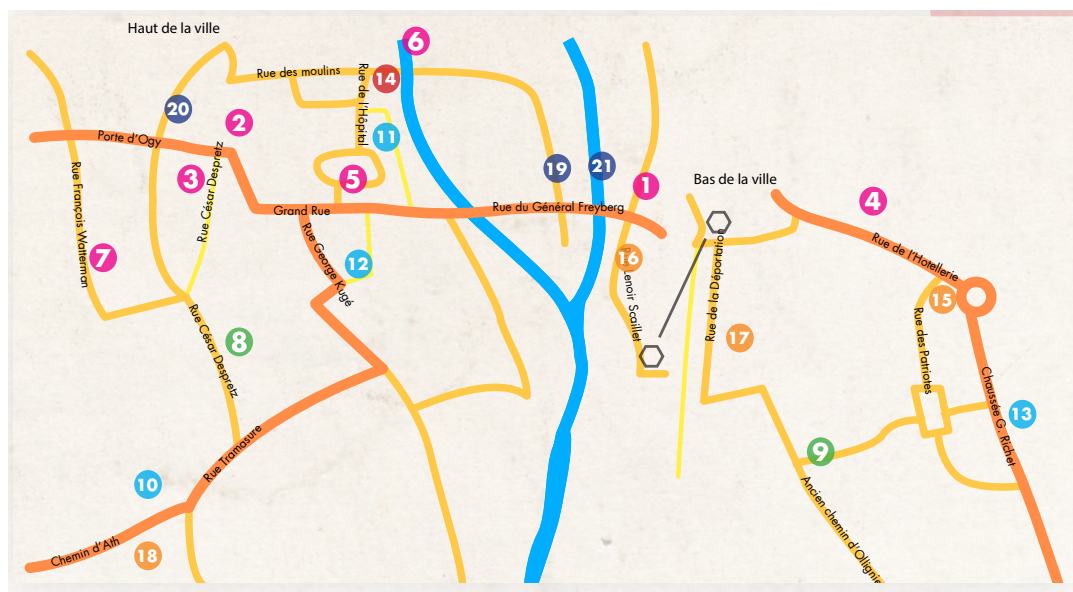 Haut de la ville
6
Rue des moulins
Rue de l'Hôpital
14
20
2
11
Porte d'Ogy
Rue François Watterman
3
Rue César Despretz
5
19
21
1
Bas de la ville
4
Grand Rue
Rue du Général Freyberg
Rue de l'Hotellerie
7
Rue George Kugé
12
16
Lenoir Scaillet
Rue de la Déportation
15
8
Rue César Despretz
17
Rue des Patriotes
Chaussée G. Richet
13
Rue Tramasure
9
10
Ancien chemin d'Ollignie
Chemin d'Ath
18